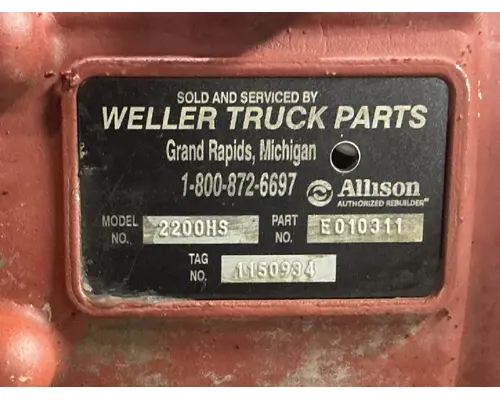 SOLD AND SERVICED BY
WELLER TRUCK PARTS
Grand Rapids, Michigan
1-800-872-6697
Allison
AUTHORIZED REBUILDER
MODEL NO. 2200HS PART NO. E010311
TAG NO. 1150934